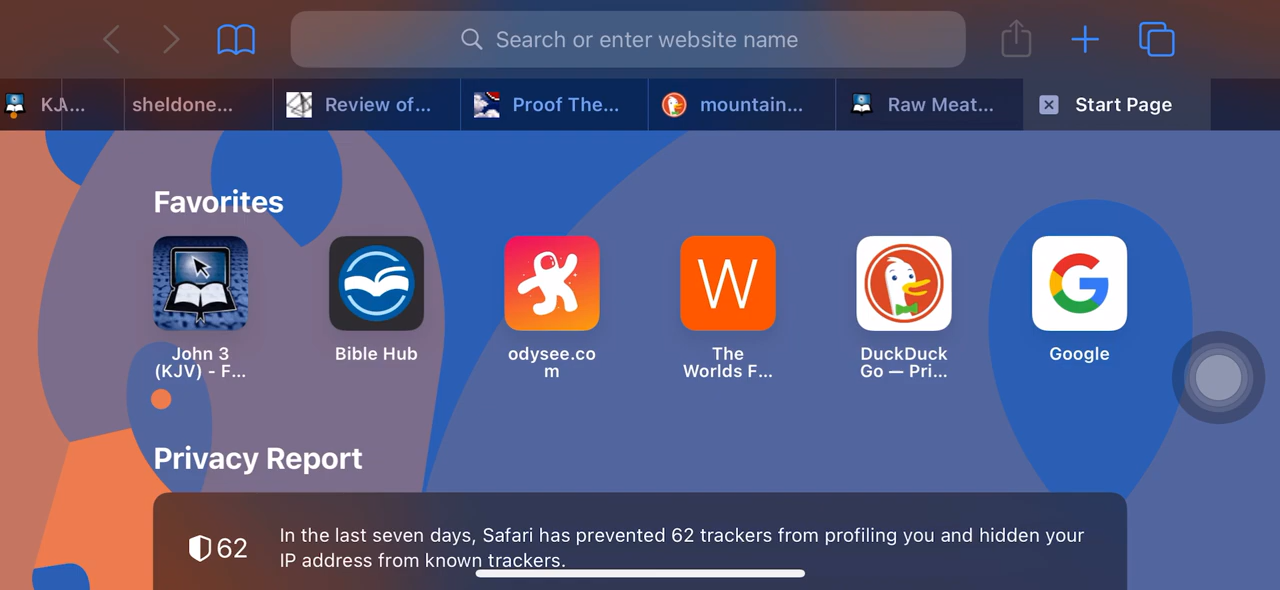 Search or enter website name
KJ... sheldone... Review of... Proof The... mountain... Raw Meat... Start Page
Favorites
W
John 3
(KJV) - F...
Bible Hub
odysee.co
m
The
Worlds F...
DuckDuck
Go — Pri...
Google
Privacy Report
62
In the last seven days, Safari has prevented 62 trackers from profiling you and hidden your
IP address from known trackers.